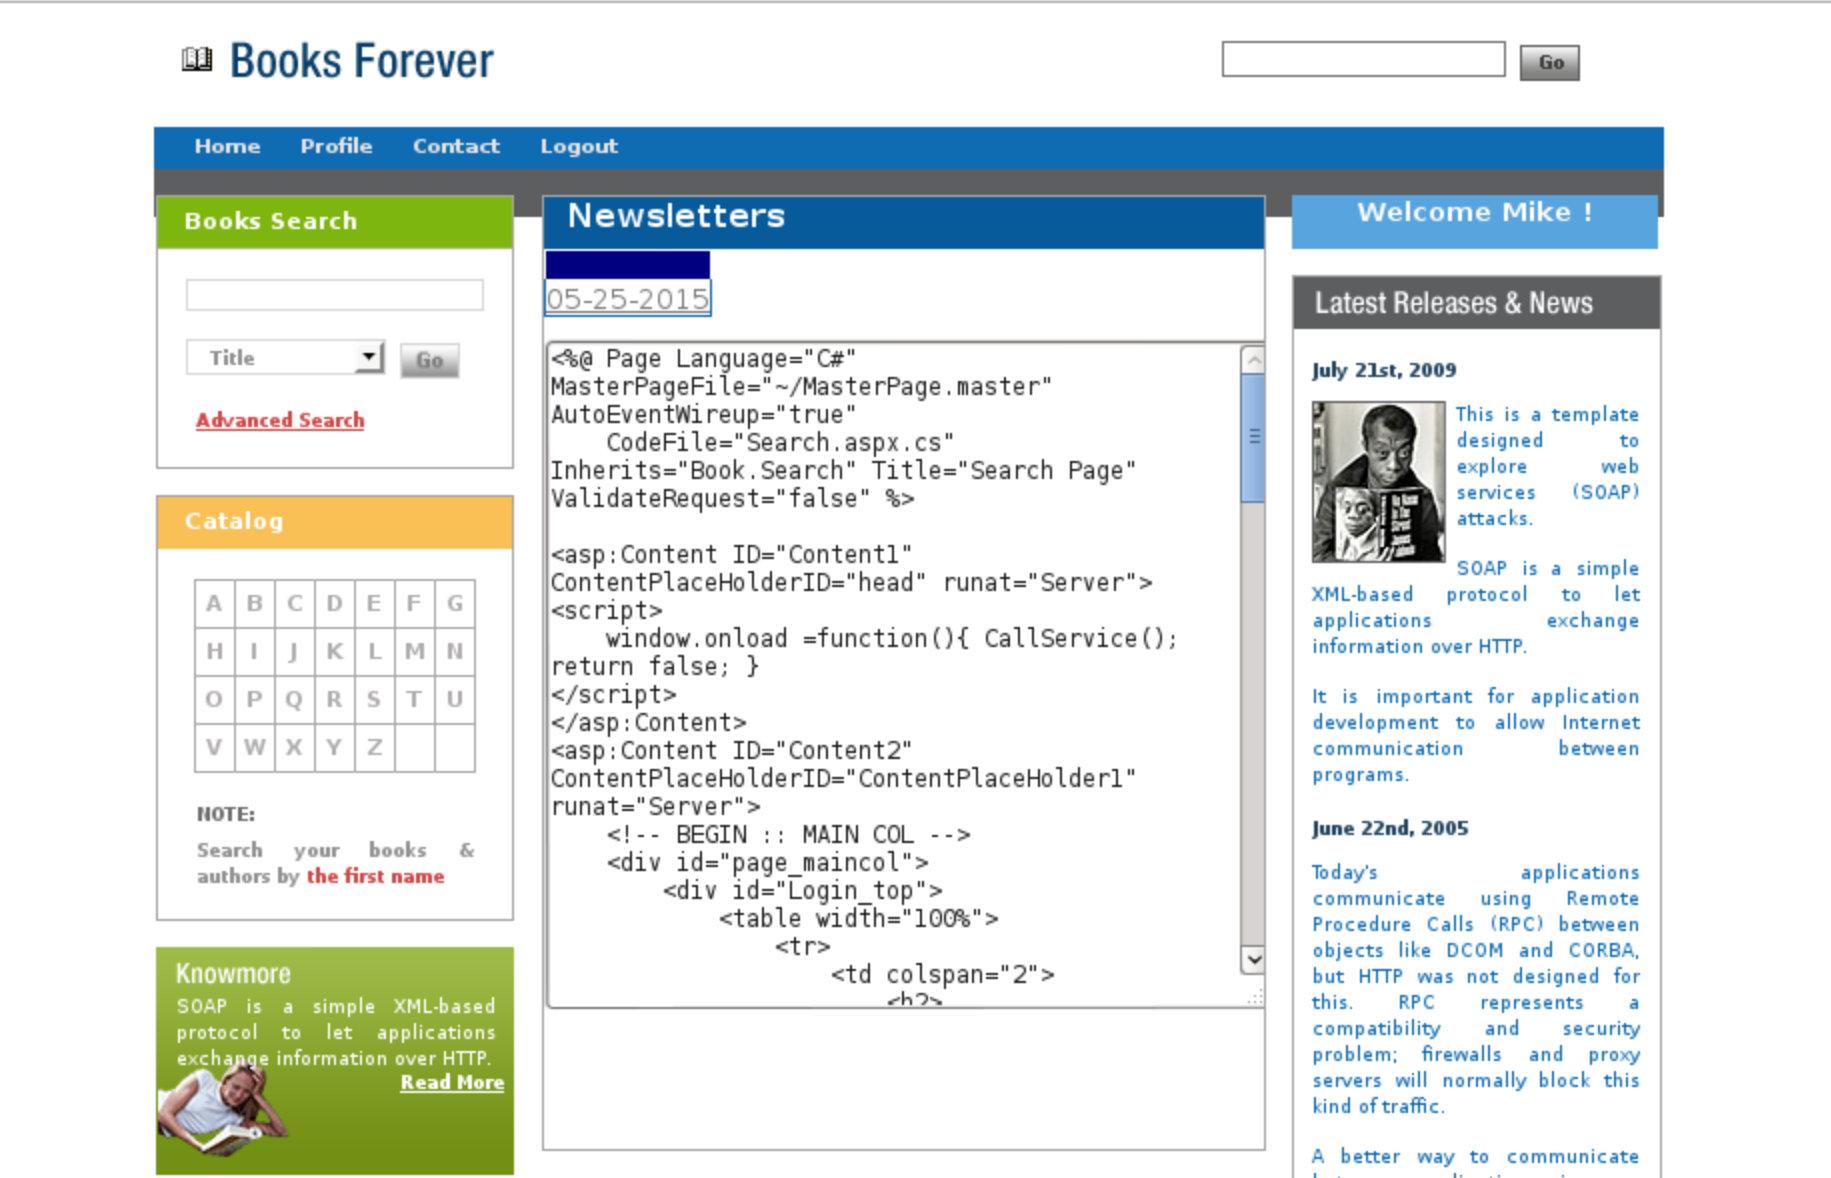 Books Forever
Go
Home Profile Contact Logout
Books Search
Title
Go
Advanced Search
Catalog
A B C D E F G
H I J K L M N
O P Q R S T U
V W X Y Z
NOTE:
Search your books &
authors by the first name
Knowmore
SOAP is a simple XML-based
protocol to let applications
exchange information over HTTP.
Read More
Newsletters
05-25-2015
<%@ Page Language="C#"
MasterPageFile="~/MasterPage.master"
AutoEventWireup="true"
    CodeFile="Search.aspx.cs"
Inherits="Book.Search" Title="Search Page"
ValidateRequest="false" %>
<asp:Content ID="Content1"
ContentPlaceHolderID="head" runat="Server">
<script>
    window.onload =function(){ CallService();
return false; }
</script>
</asp:Content>
<asp:Content ID="Content2"
ContentPlaceHolderID="ContentPlaceHolder1"
runat="Server">
    <!-- BEGIN :: MAIN COL -->
    <div id="page_maincol">
        <div id="Login_top">
            <table width="100%">
                <tr>
                    <td colspan="2">
                        <h2>
Welcome Mike !
Latest Releases & News
July 21st, 2009
This is a template
designed to
explore web
services (SOAP)
attacks.
SOAP is a simple
XML-based protocol to let
applications exchange
information over HTTP.
It is important for application
development to allow Internet
communication between
programs.
June 22nd, 2005
Today's applications
communicate using Remote
Procedure Calls (RPC) between
objects like DCOM and CORBA,
but HTTP was not designed for
this. RPC represents a
compatibility and security
problem; firewalls and proxy
servers will normally block this
kind of traffic.
A better way to communicate